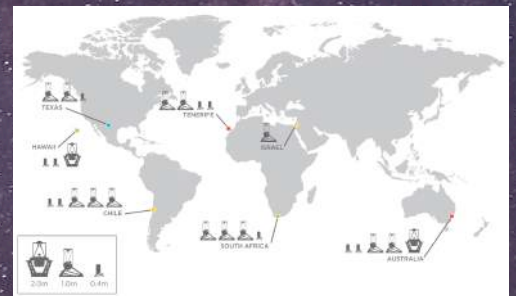 TEXAS
TENERIFE
ISRAEL
HAWAII
CHILE
SOUTH AFRICA
AUSTRALIA
2.0m 1.0m 0.4m